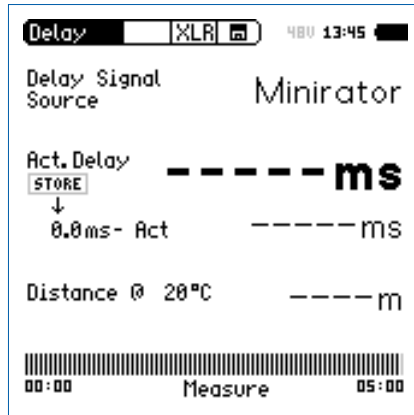 Delay XLR 48V 13:45
Delay Signal
Source
Minirator
Act.Delay -----ms
STORE
↓
0.0ms- Act -----ms
Distance @ 20°C ----m
00:00 Measure 05:00